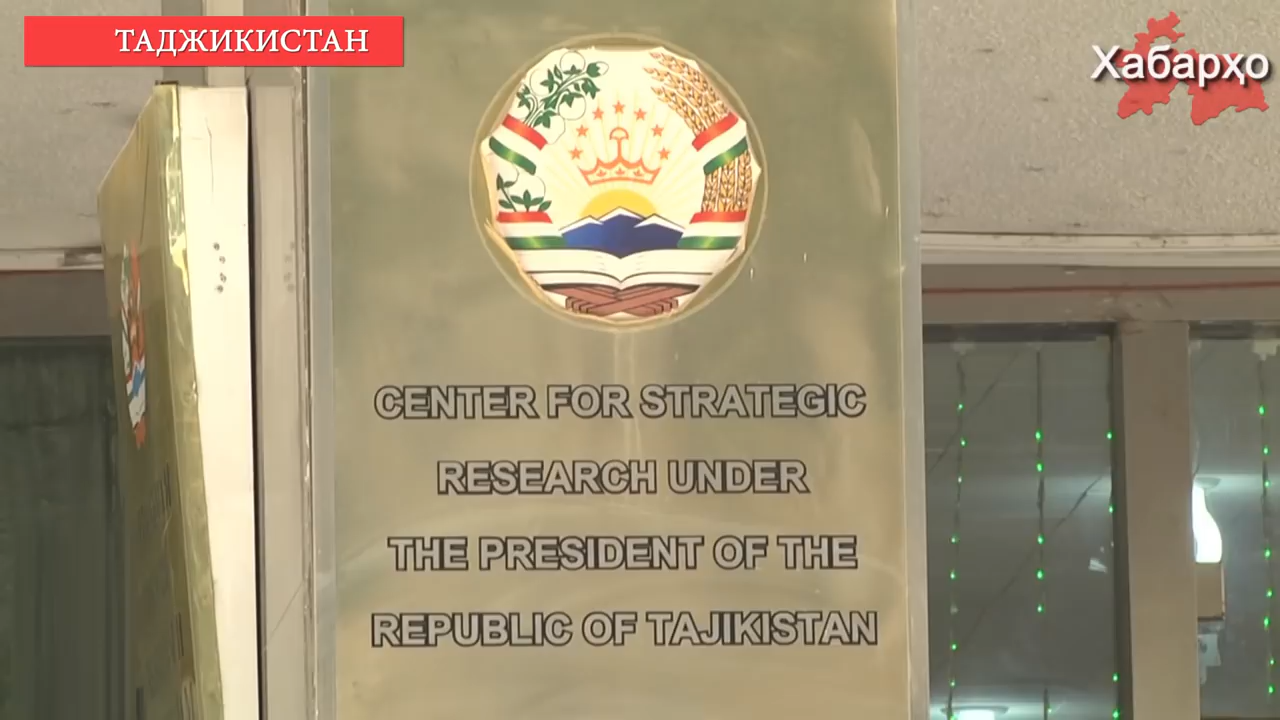 ТАДЖИКИСТАН
Хабарҳо
CENTER FOR STRATEGIC
RESEARCH UNDER
THE PRESIDENT OF THE
REPUBLIC OF TAJIKISTAN